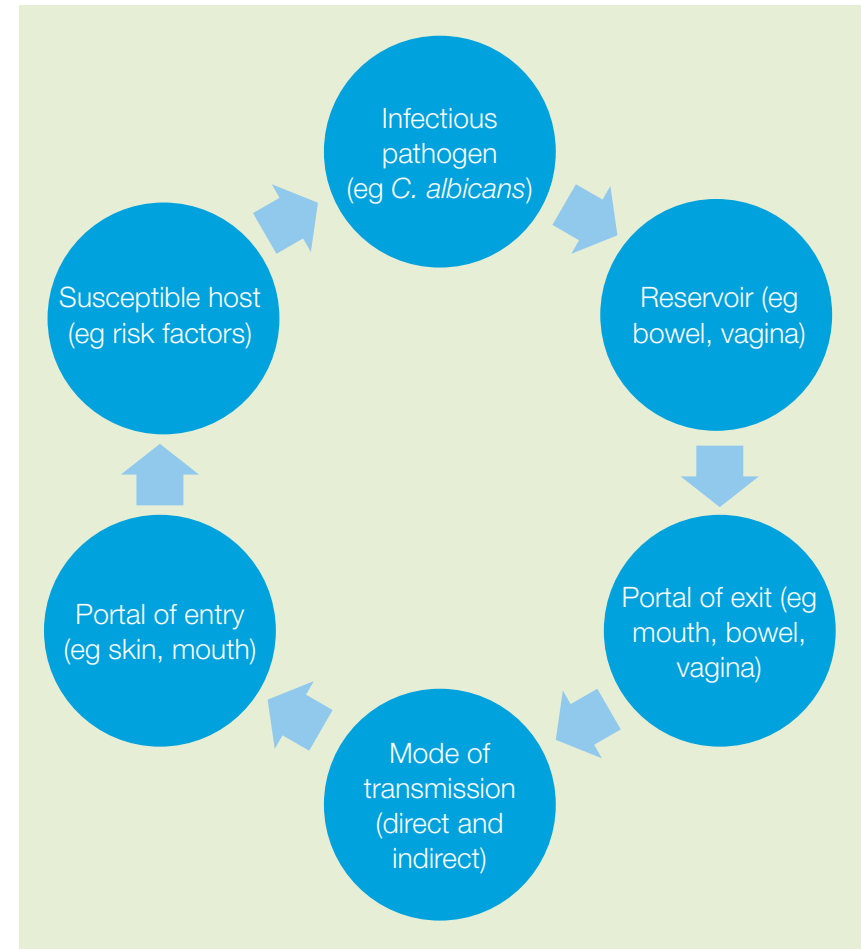 Infectious
pathogen
(eg C. albicans)
Reservoir (eg
bowel, vagina)
Portal of exit (eg
mouth, bowel,
vagina)
Mode of
transmission
(direct and
indirect)
Portal of entry
(eg skin, mouth)
Susceptible host
(eg risk factors)